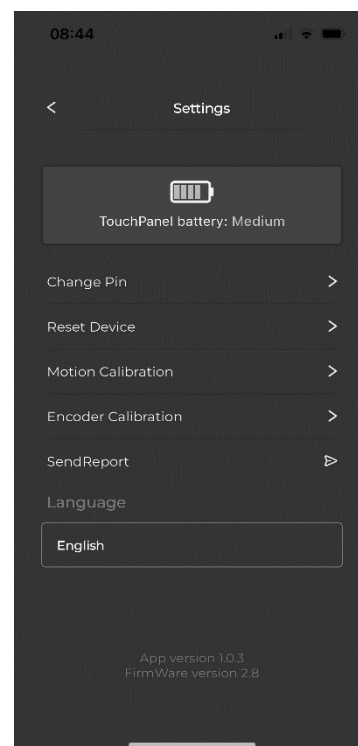 08:44
Settings
TouchPanel battery: Medium
Change Pin
Reset Device
Motion Calibration
Encoder Calibration
SendReport
Language
English
App version 1.0.3
FirmWare version 2.8